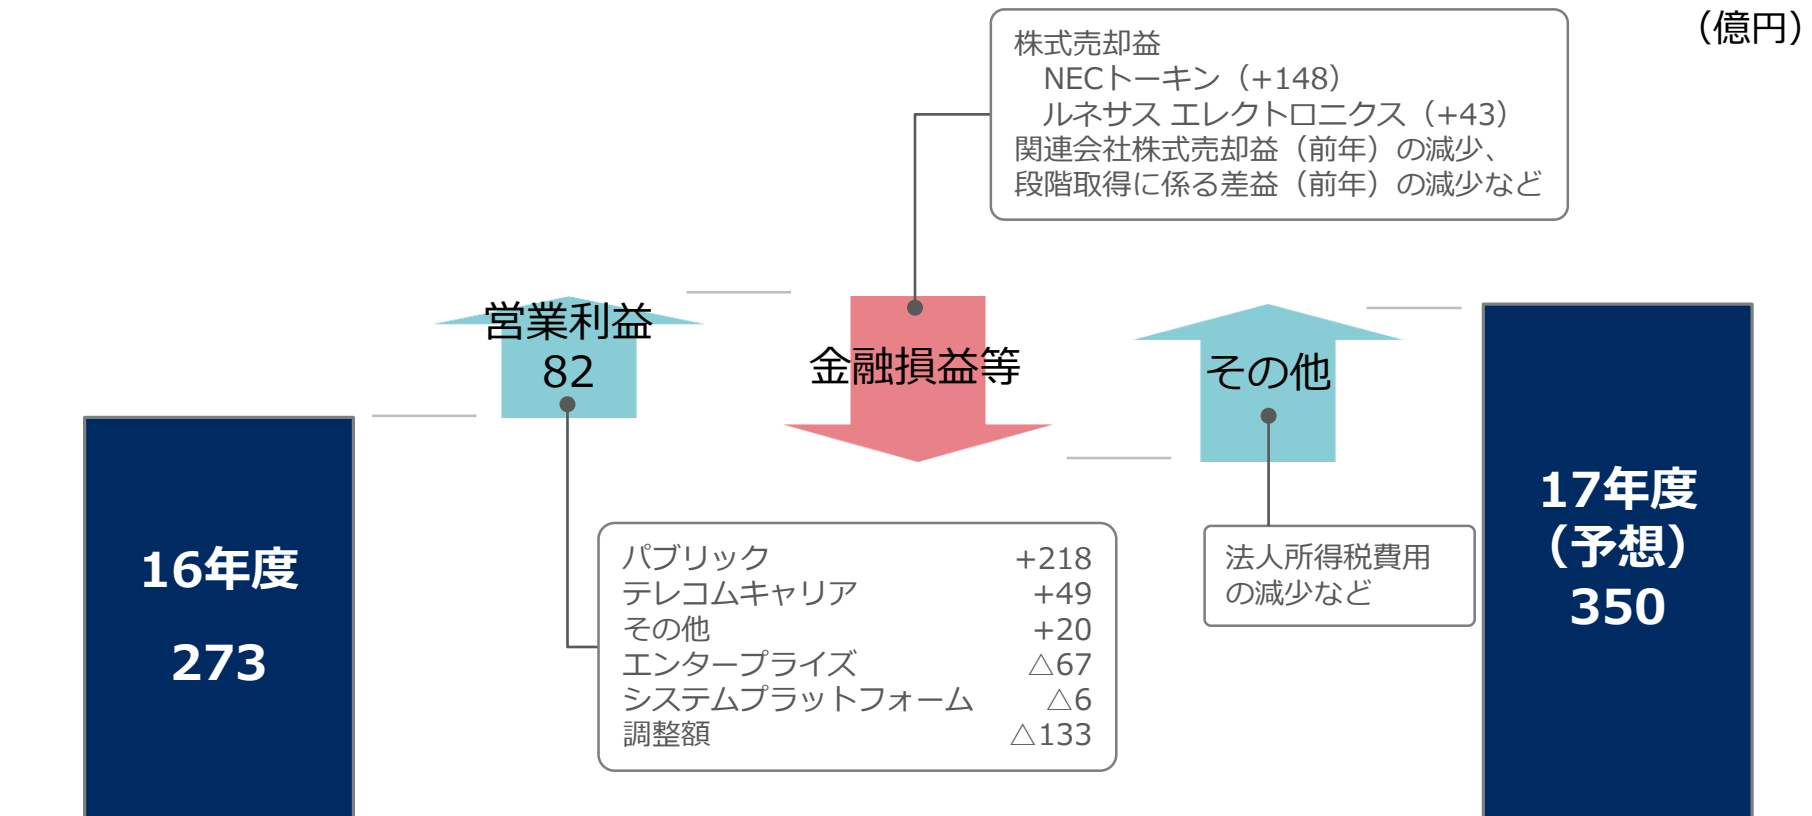 （億円）
株式売却益
NECトーキン（+148）
ルネサス エレクトロニクス（+43）
関連会社株式売却益（前年）の減少、
段階取得に係る差益（前年）の減少など
営業利益
82
金融損益等
その他
16年度
273
パブリック +218
テレコムキャリア +49
その他 +20
エンタープライズ △67
システムプラットフォーム △6
調整額 △133
法人所得税費用
の減少など
17年度
（予想）
350